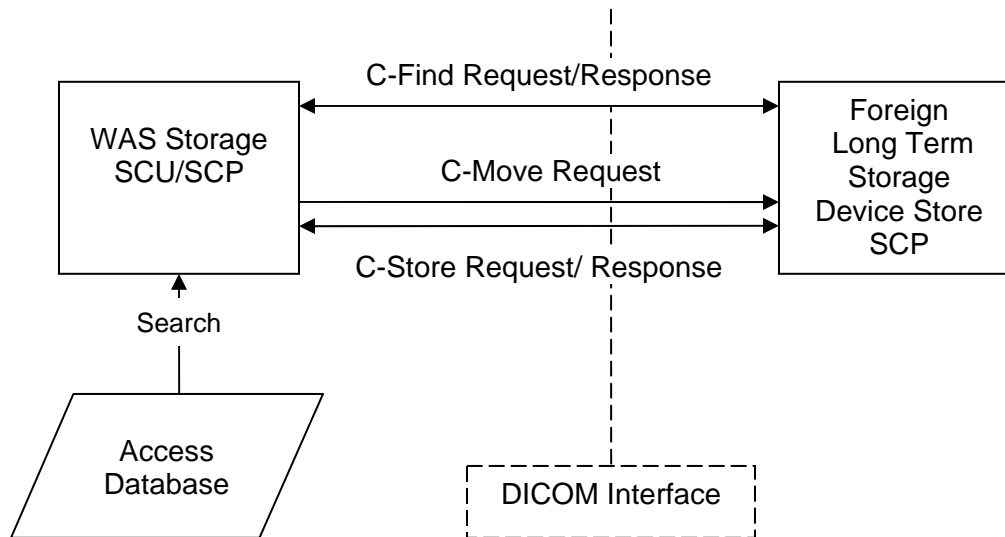 C-Find Request/Response
WAS Storage
SCU/SCP
Foreign
Long Term
Storage
Device Store
SCP
C-Move Request
C-Store Request/ Response
Search
Access
Database
DICOM Interface